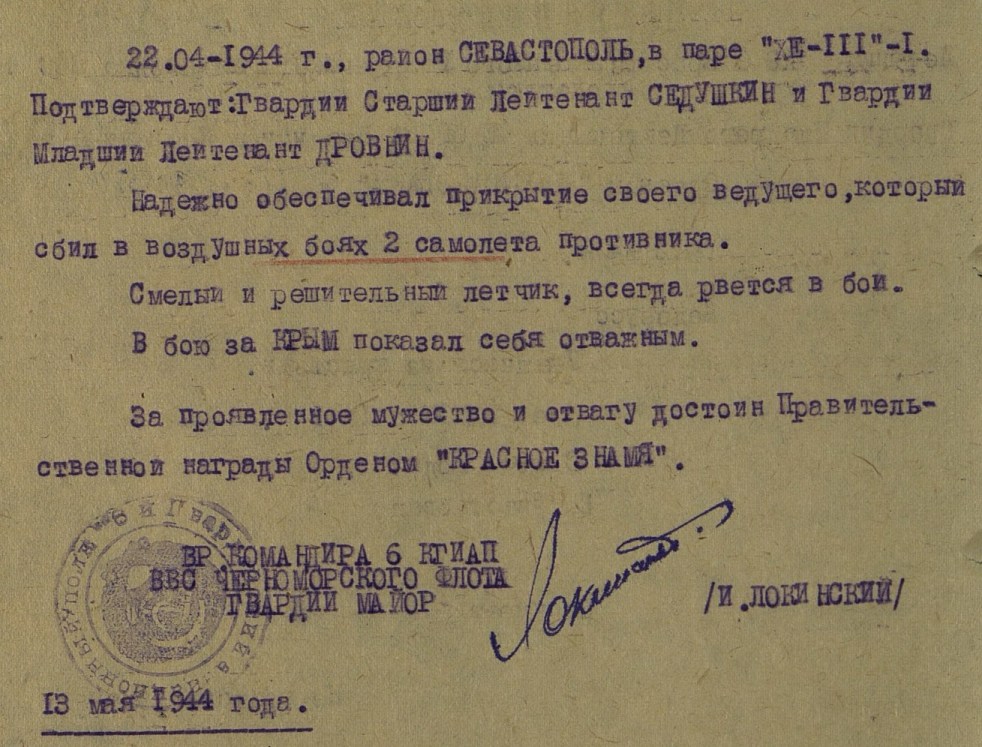 22.04-1944 г., район СЕВАСТОПОЛЬ,в паре "ХЕ-III"-I.
Подтверждают:Гвардии Старшии Лейтенант СЕДУШКИН и Гвардии
Младшии Лейтенант ДРОВНИН.
Надежно обеспечивал прикрытие своего ведущего,который
сбил в воздушных боях 2 самолета противника.
Смелый и решительный летчик, всегда рвется в бой.
В бою за КРЫМ показал себя отважным.
За проявленное мужество и отвагу достоин Правитель-
ственной награды Орденом "КРАСНОЕ ЗНАМЯ".
ВР.КОМАНДИРА 6 КГИАП
ВВС ЧЕРНОМОРСКОГО ФЛОТА
ГВАРДИИ МАЙОР
/И.ЛОКИНСКИЙ/
13 мая 1944 года.